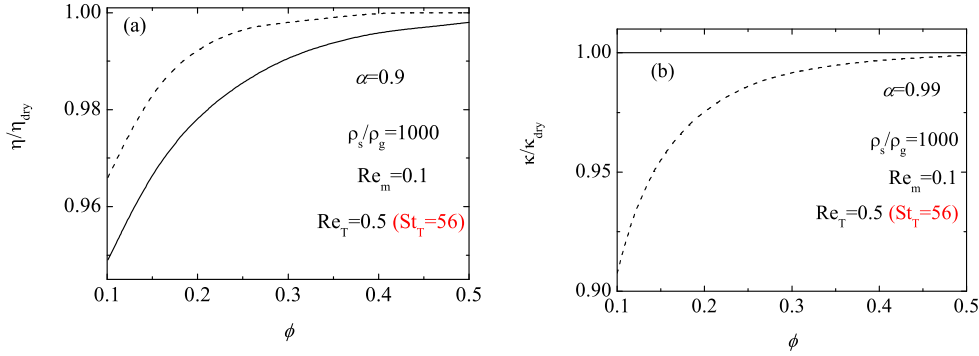 (a)
η/η_dry
1.00
0.98
0.96
α=0.9
ρ_s/ρ_g=1000
Re_m=0.1
Re_T=0.5 (St_T=56)
0.1 0.2 0.3 0.4 0.5
ϕ
(b)
κ/κ_dry
1.00
0.95
0.90
α=0.99
ρ_s/ρ_g=1000
Re_m=0.1
Re_T=0.5 (St_T=56)
0.1 0.2 0.3 0.4 0.5
ϕ